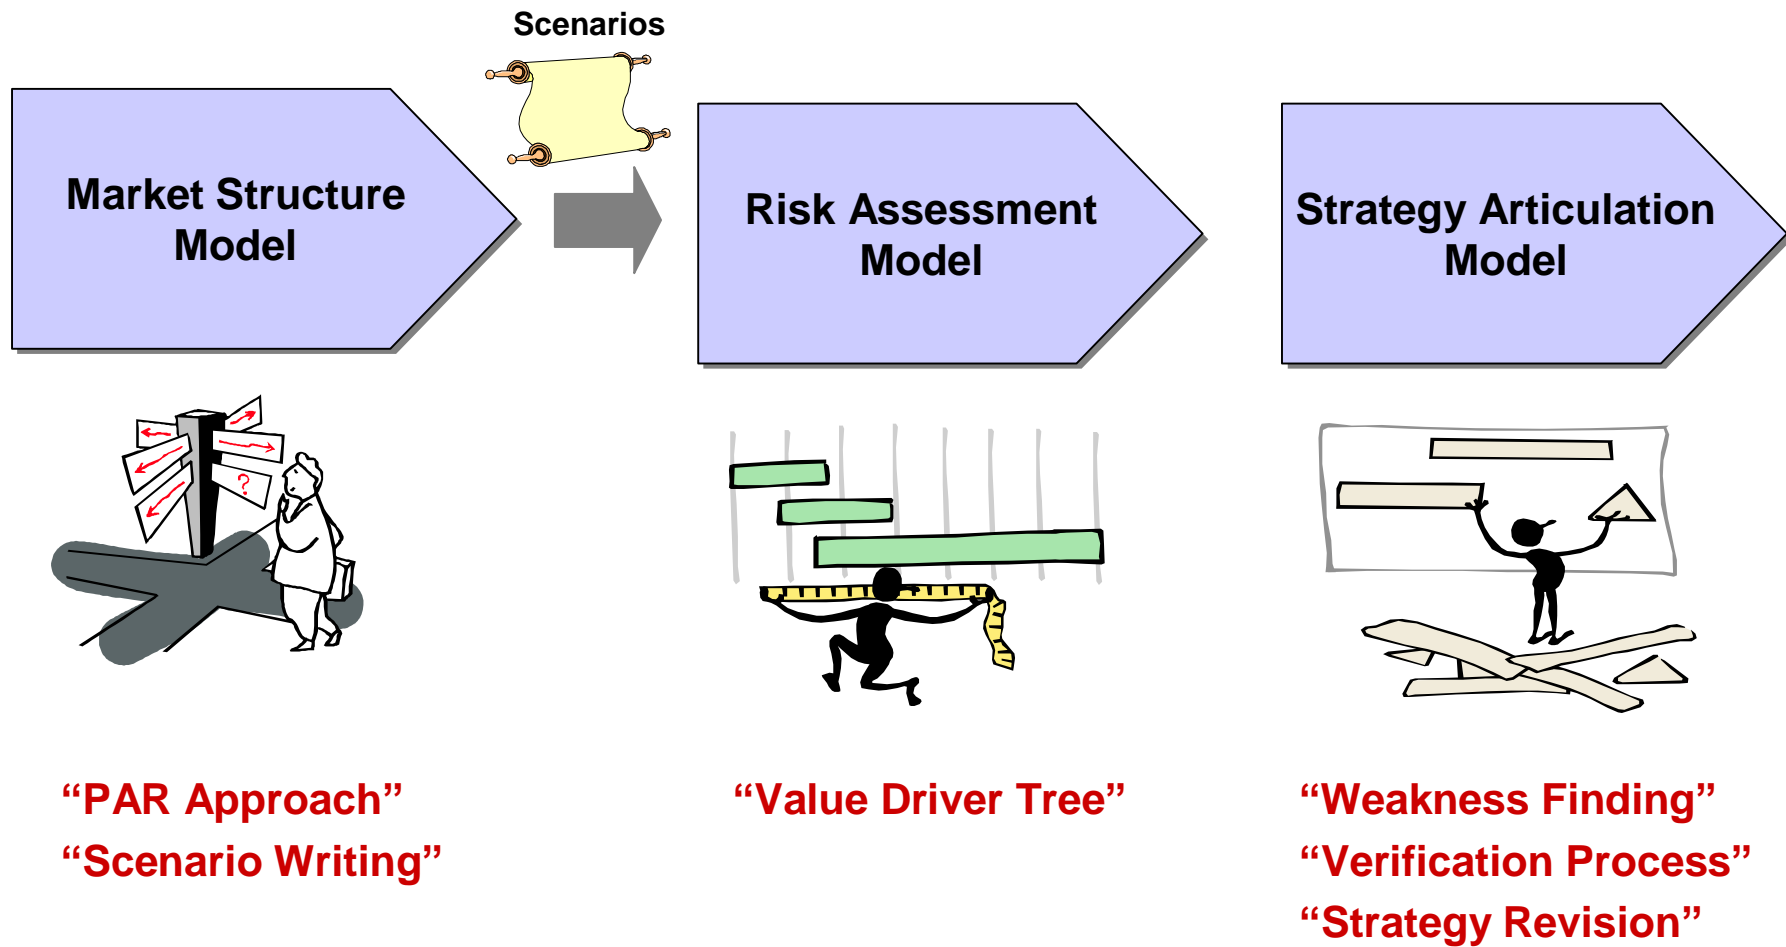 Scenarios
Market Structure
Model
Risk Assessment
Model
Strategy Articulation
Model
?
“PAR Approach”
“Scenario Writing”
“Value Driver Tree”
“Weakness Finding”
“Verification Process”
“Strategy Revision”